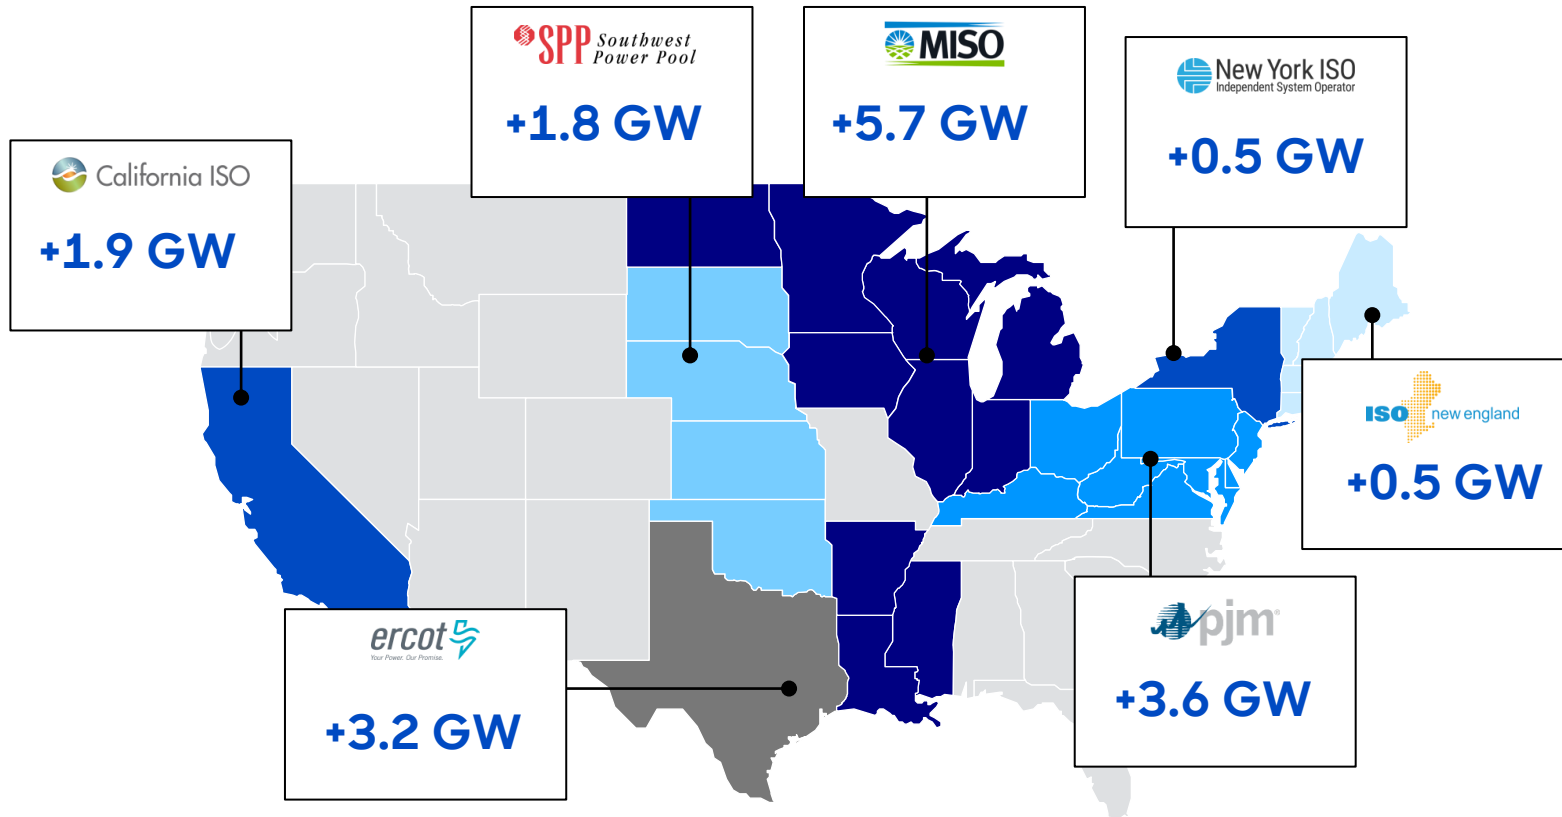 SPP Southwest
Power Pool
+1.8 GW
MISO
+5.7 GW
New York ISO
Independent System Operator
+0.5 GW
California ISO
+1.9 GW
ISO new england
+0.5 GW
ercot
Your Power. Our Promise.
+3.2 GW
pjm®
+3.6 GW